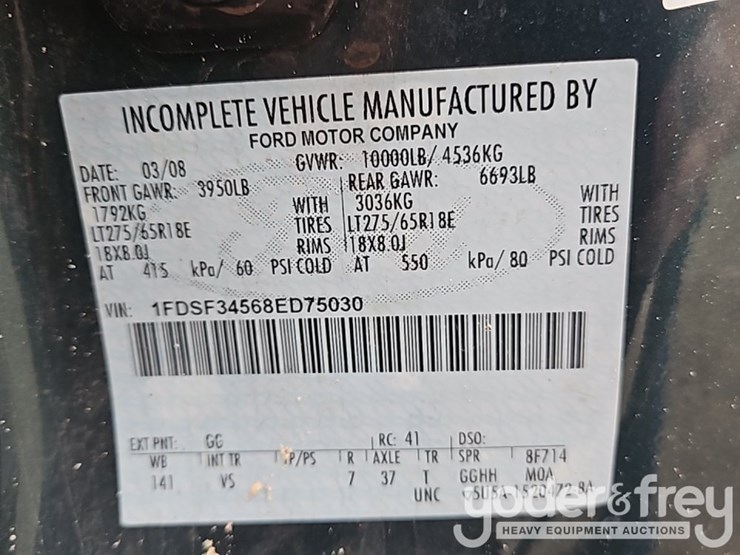 INCOMPLETE VEHICLE MANUFACTURED BY
FORD MOTOR COMPANY
DATE: 03/08 GVWR: 10000LB/ 4536KG
FRONT GAWR: 3950LB REAR GAWR: 6693LB
1792KG WITH 3036KG WITH
LT275/65R18E TIRES LT275/65R18E TIRES
18X8.0J RIMS 18X8.0J RIMS
AT 415 kPa/ 60 PSI COLD AT 550 kPa/ 80 PSI COLD
VIN: 1FDSF34568ED75030
EXT PNT: GG RC: 41 DSO:
WB INT TR TP/PS R AXLE TR SPR 8F714
141 VS 7 37 T GGHH MOA
UNC
yoder&frey
HEAVY EQUIPMENT AUCTIONS